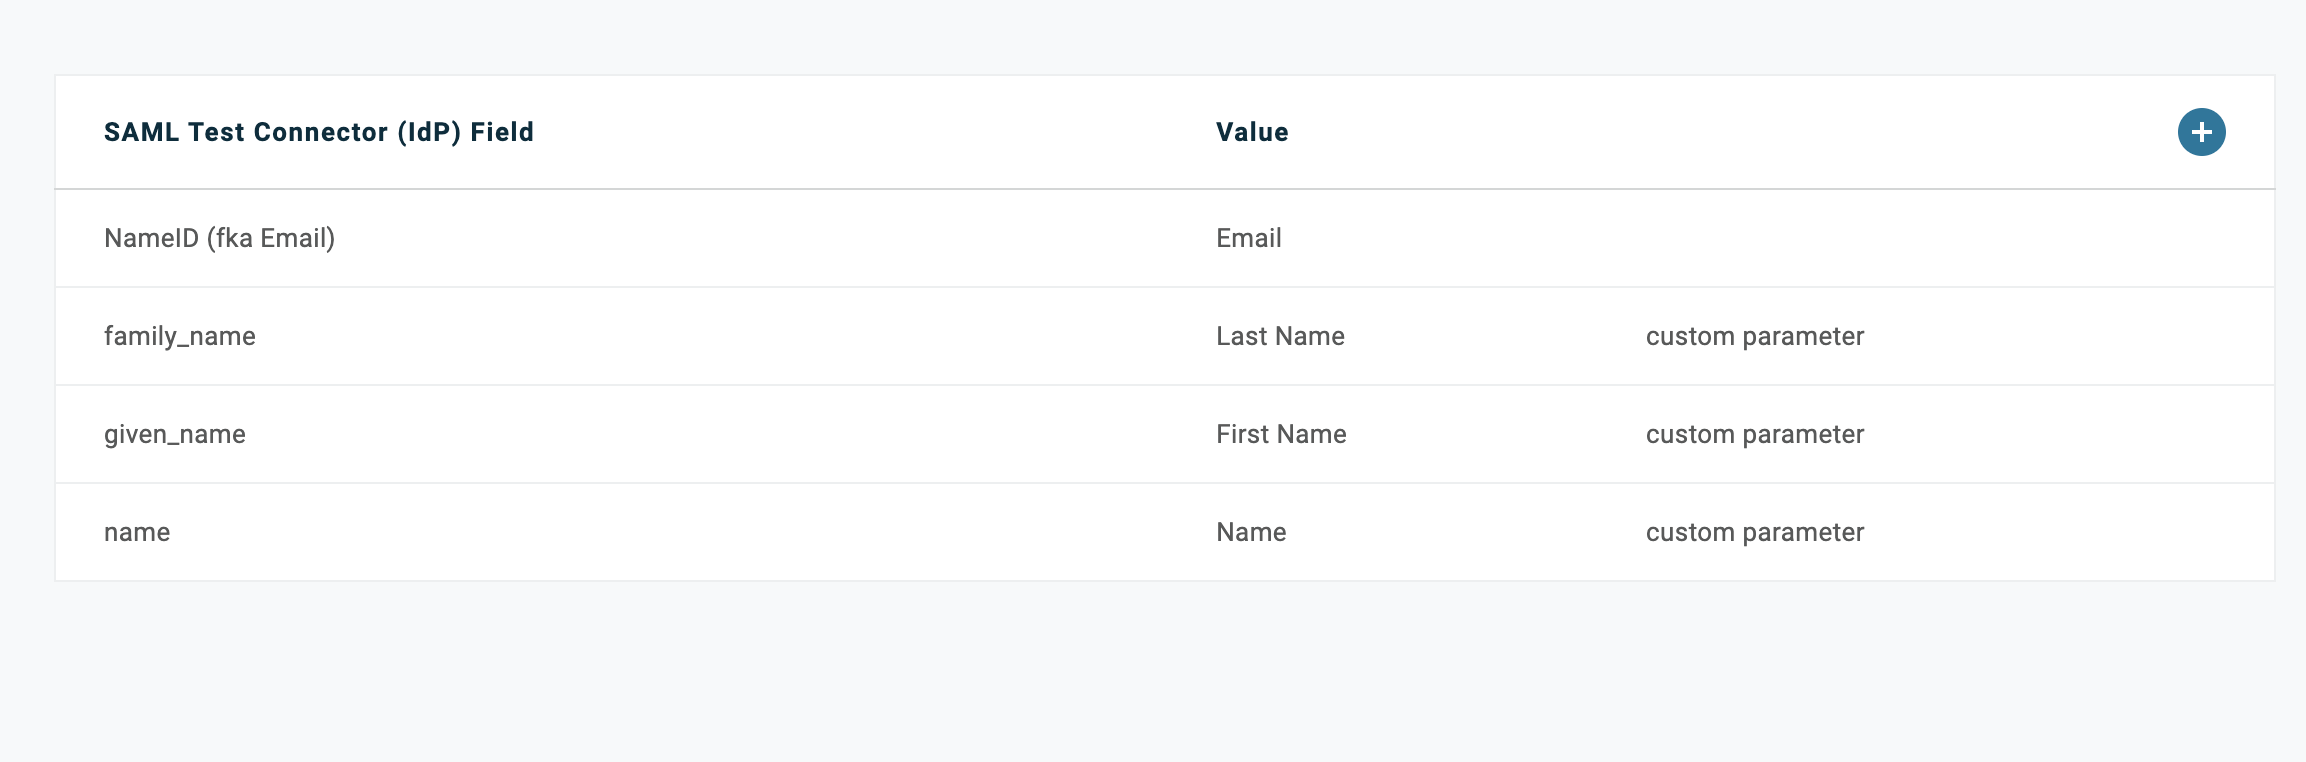 SAML Test Connector (IdP) Field Value
NameID (fka Email) Email
family_name Last Name custom parameter
given_name First Name custom parameter
name Name custom parameter